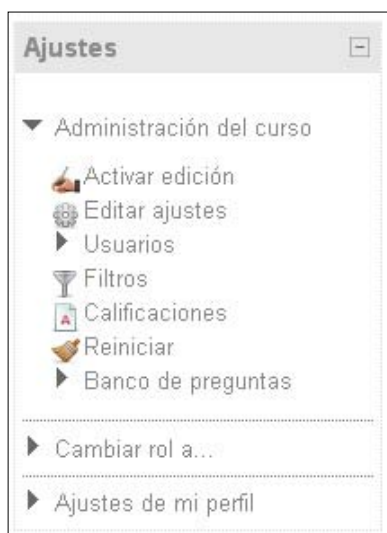 Ajustes
Administración del curso
Activar edición
Editar ajustes
Usuarios
Filtros
Calificaciones
Reiniciar
Banco de preguntas
Cambiar rol a...
Ajustes de mi perfil